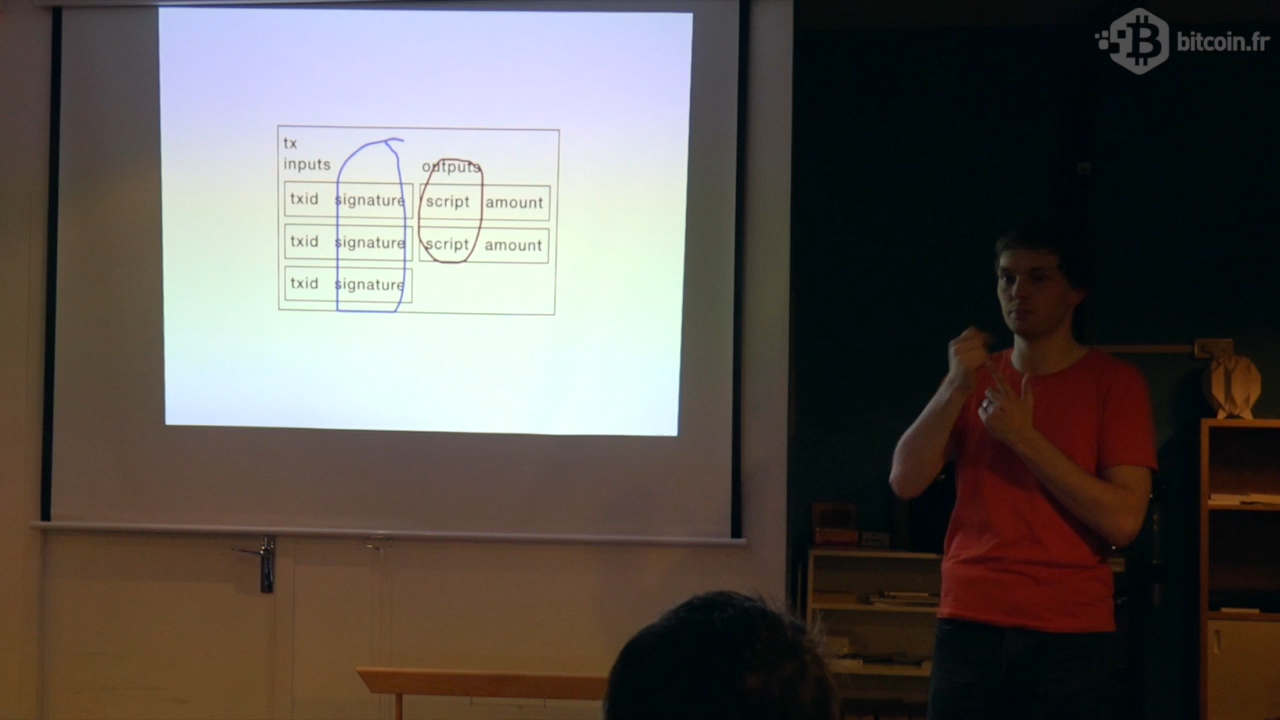 bitcoin.fr
tx
inputs
outputs
txid signature script amount
txid signature script amount
txid signature